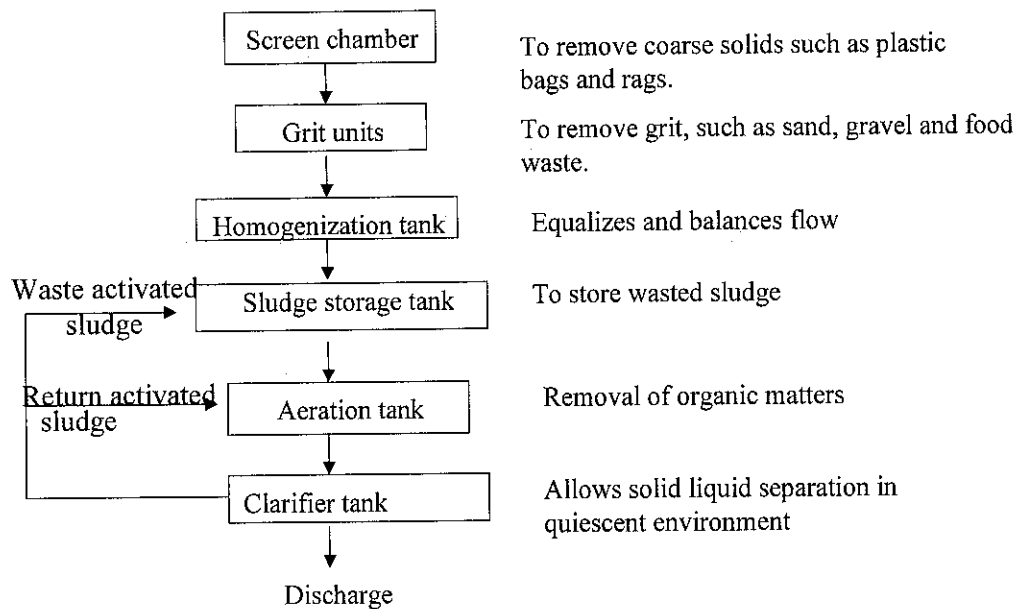 Screen chamber
To remove coarse solids such as plastic
bags and rags.
Grit units
To remove grit, such as sand, gravel and food
waste.
Homogenization tank
Equalizes and balances flow
Waste activated
sludge
Sludge storage tank
To store wasted sludge
Return activated
sludge
Aeration tank
Removal of organic matters
Clarifier tank
Allows solid liquid separation in
quiescent environment
Discharge